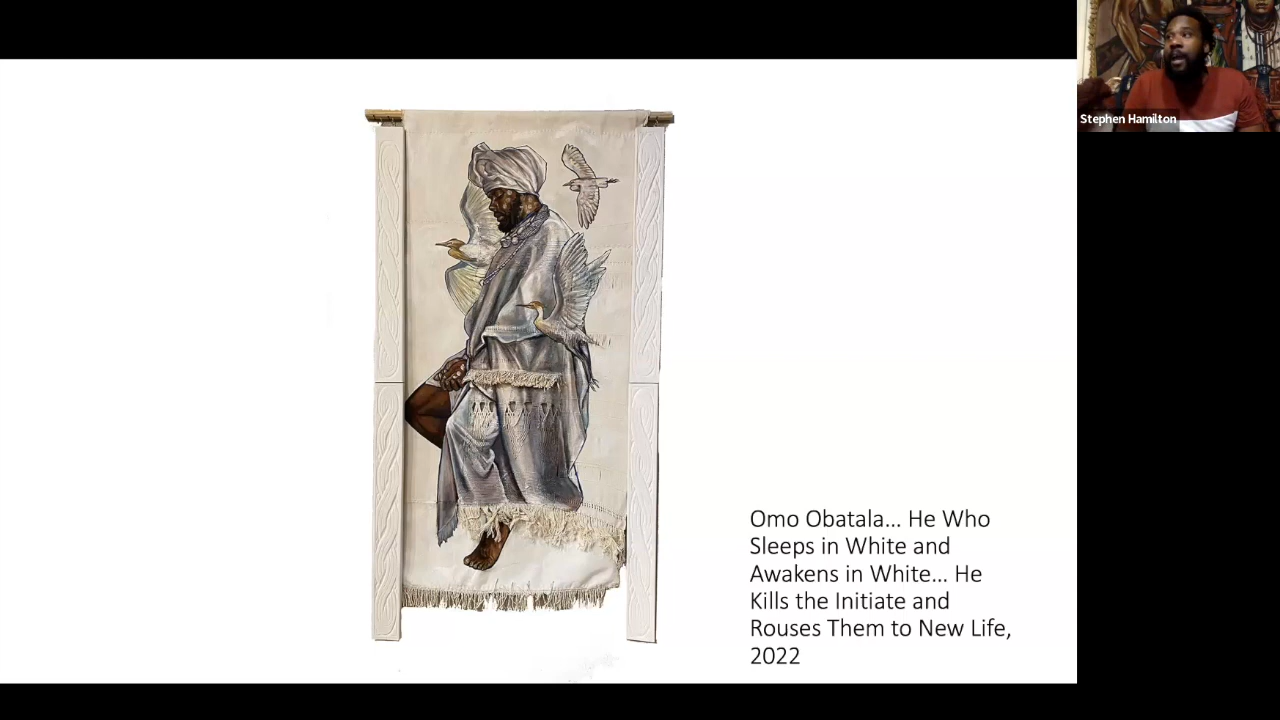 Stephen Hamilton
Omo Obatala... He Who
Sleeps in White and
Awakens in White... He
Kills the Initiate and
Rouses Them to New Life,
2022